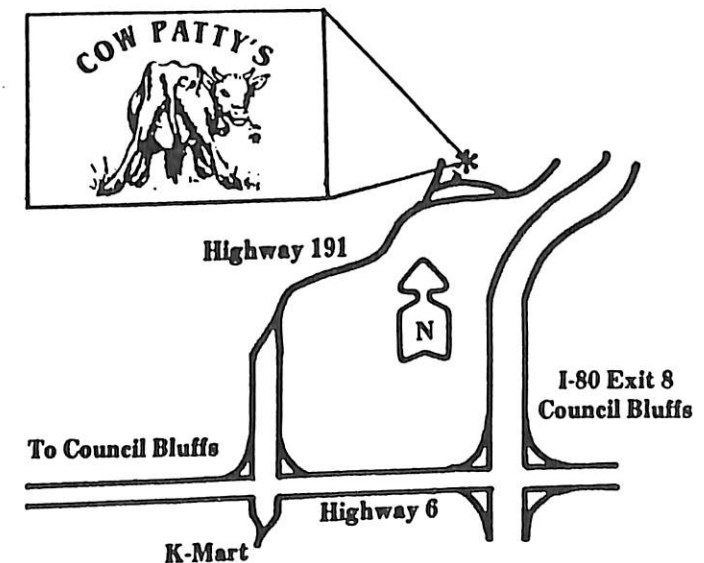 COW PATTY'S
Highway 191
N
I-80 Exit 8
Council Bluffs
To Council Bluffs
Highway 6
K-Mart